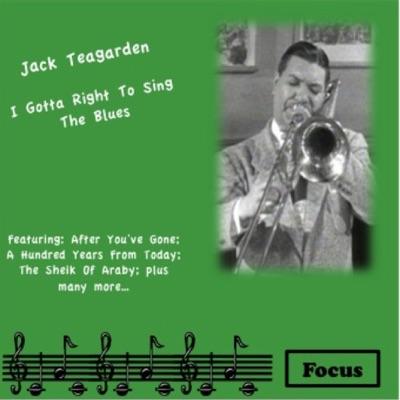 Jack Teagarden
I Gotta Right To Sing
The Blues
Featuring: After You've Gone;
A Hundred Years From Today;
The Sheik Of Araby; plus
many more...
Focus